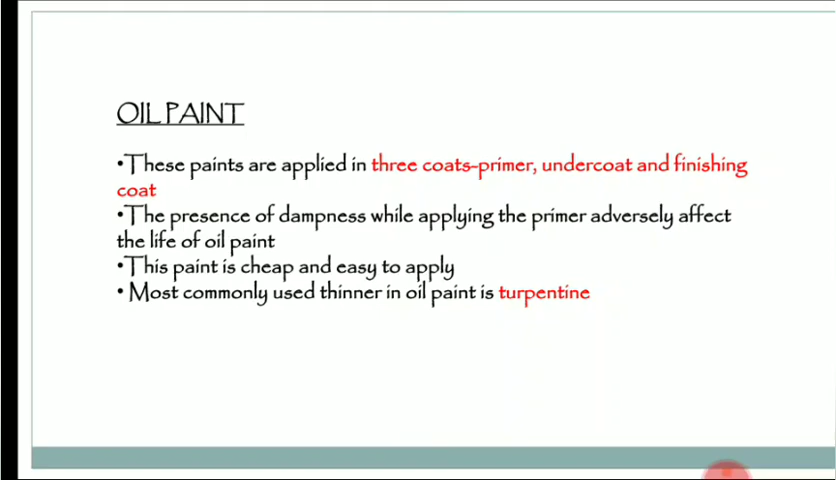 OIL PAINT
•These paints are applied in three coats-primer, undercoat and finishing
coat
•The presence of dampness while applying the primer adversely affect
the life of oil paint
•This paint is cheap and easy to apply
• Most commonly used thinner in oil paint is turpentine